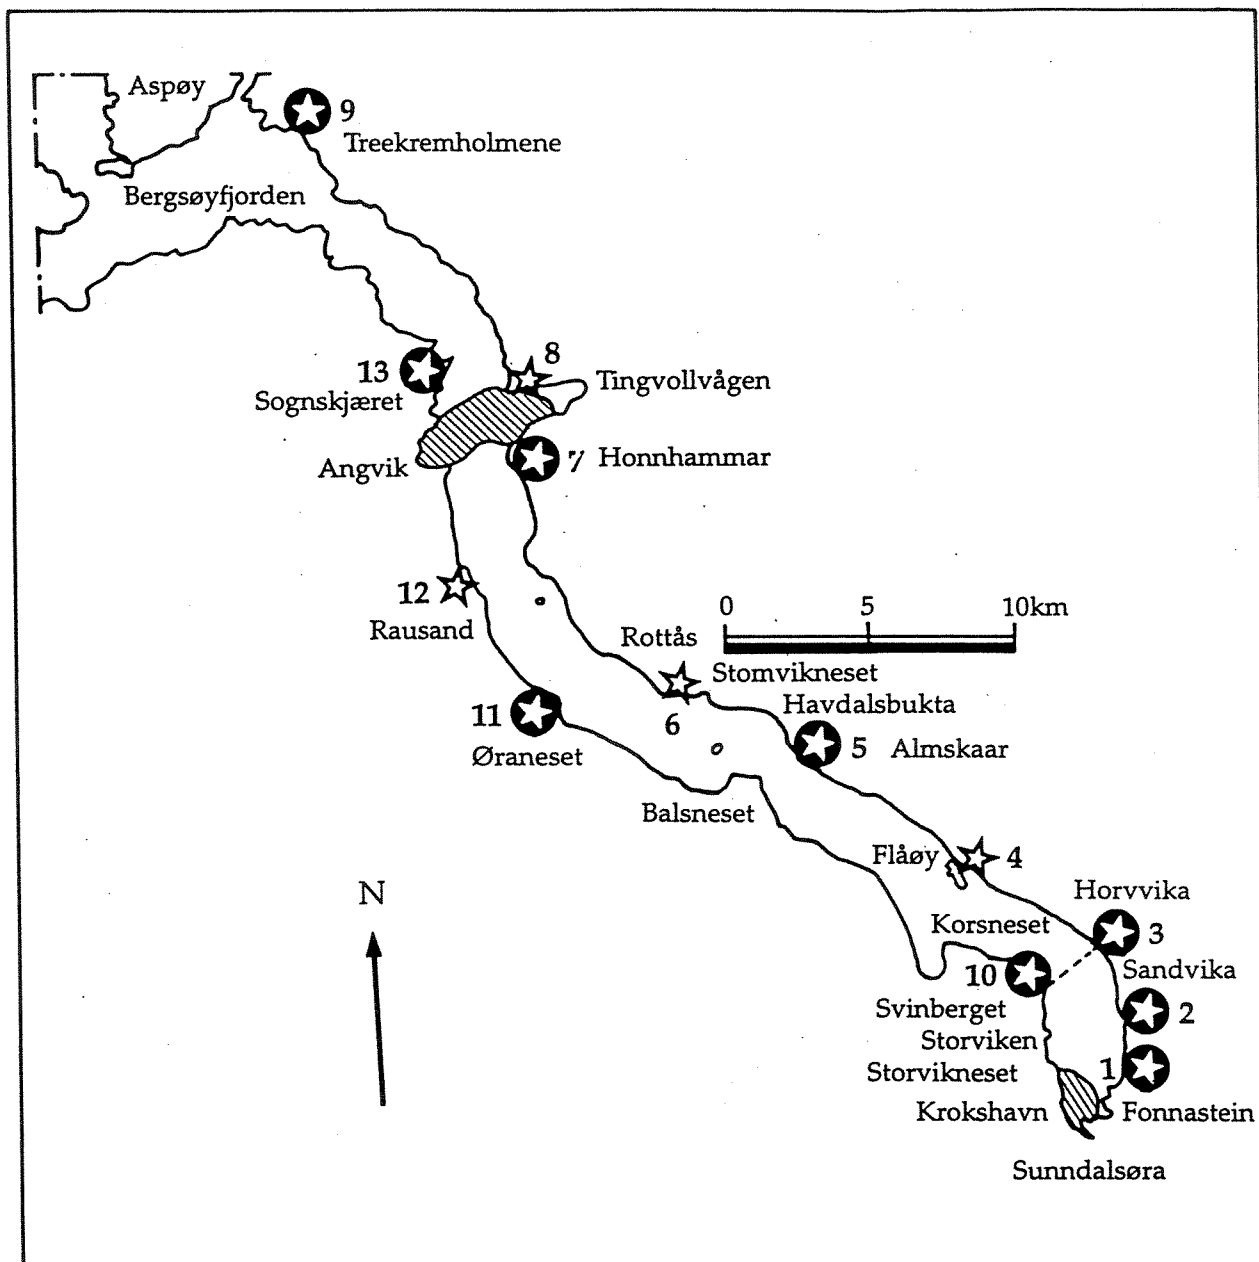 Aspøy
9
Treekremholmene
Bergsøyfjorden
8
13
Tingvollvågen
Sognskjæret
Angvik
7 Honnhammar
12
0 5 10km
Rausand
Rottås
Stomvikneset
Havdalsbukta
11
6
5 Almskaar
Øraneset
Balsneset
Flåøy
4
N
Horvvika
Korsneset
3
10
Sandvika
Svinberget
2
Storviken
Storvikneset
1
Krokshavn
Fonnastein
Sunndalsøra